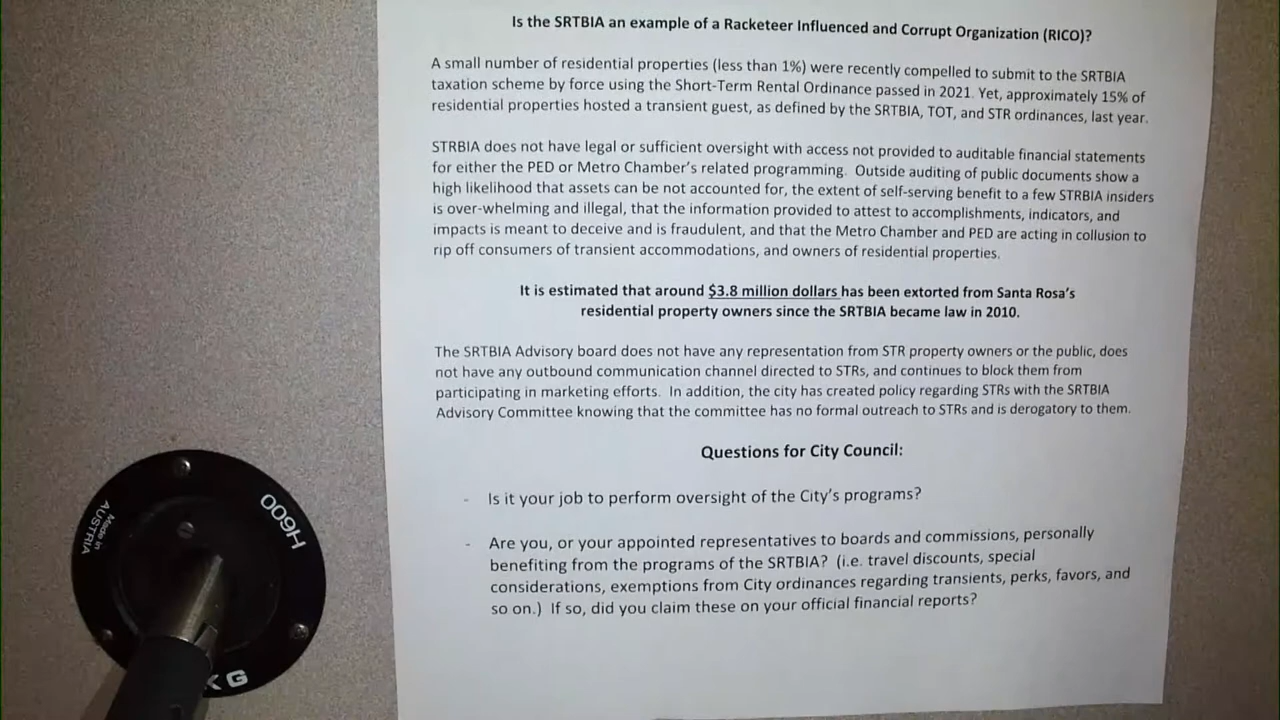 Is the SRTBIA an example of a Racketeer Influenced and Corrupt Organization (RICO)?
A small number of residential properties (less than 1%) were recently compelled to submit to the SRTBIA
taxation scheme by force using the Short-Term Rental Ordinance passed in 2021. Yet, approximately 15% of
residential properties hosted a transient guest, as defined by the SRTBIA, TOT, and STR ordinances, last year.
STRBIA does not have legal or sufficient oversight with access not provided to auditable financial statements
for either the PED or Metro Chamber's related programming. Outside auditing of public documents show a
high likelihood that assets can be not accounted for, the extent of self-serving benefit to a few STRBIA insiders
is over-whelming and illegal, that the information provided to attest to accomplishments, indicators, and
impacts is meant to deceive and is fraudulent, and that the Metro Chamber and PED are acting in collusion to
rip off consumers of transient accommodations, and owners of residential properties.
It is estimated that around $3.8 million dollars has been extorted from Santa Rosa's
residential property owners since the SRTBIA became law in 2010.
The SRTBIA Advisory board does not have any representation from STR property owners or the public, does
not have any outbound communication channel directed to STRs, and continues to block them from
participating in marketing efforts. In addition, the city has created policy regarding STRs with the SRTBIA
Advisory Committee knowing that the committee has no formal outreach to STRs and is derogatory to them.
Questions for City Council:
- Is it your job to perform oversight of the City's programs?
- Are you, or your appointed representatives to boards and commissions, personally
benefiting from the programs of the SRTBIA? (i.e. travel discounts, special
considerations, exemptions from City ordinances regarding transients, perks, favors, and
so on.) If so, did you claim these on your official financial reports?
Made in
AUSTRIA
H600
KG